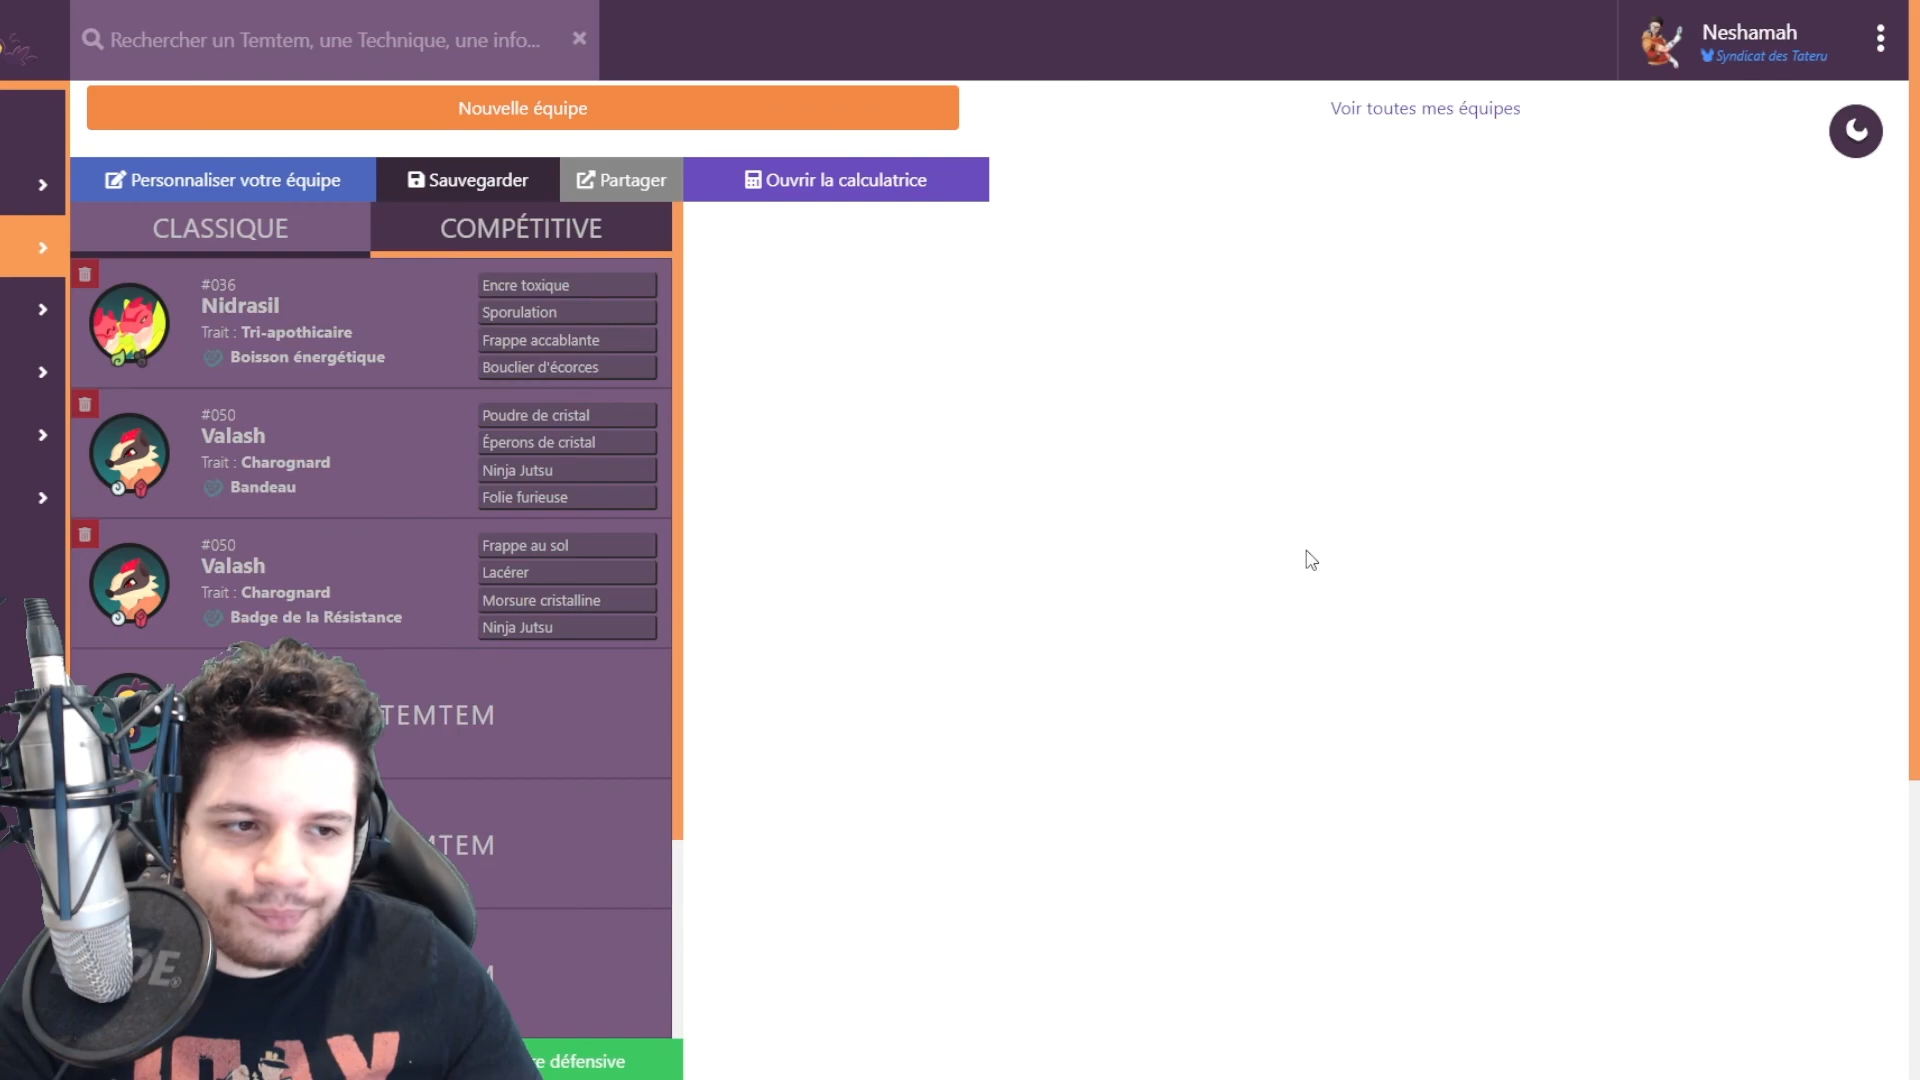 Rechercher un Temtem, une Technique, une info...
Neshamah
Syndicat des Tateru
Nouvelle équipe
Voir toutes mes équipes
Personnaliser votre équipe
Sauvegarder
Partager
Ouvrir la calculatrice
CLASSIQUE
COMPÉTITIVE
#036
Nidrasil
Trait : Tri-apothicaire
Boisson énergétique
Encre toxique
Sporulation
Frappe accablante
Bouclier d'écorces
#050
Valash
Trait : Charognard
Bandeau
Poudre de cristal
Éperons de cristal
Ninja Jutsu
Folie furieuse
#050
Valash
Trait : Charognard
Badge de la Résistance
Frappe au sol
Lacérer
Morsure cristalline
Ninja Jutsu
TEMTEM
TEM
défensive